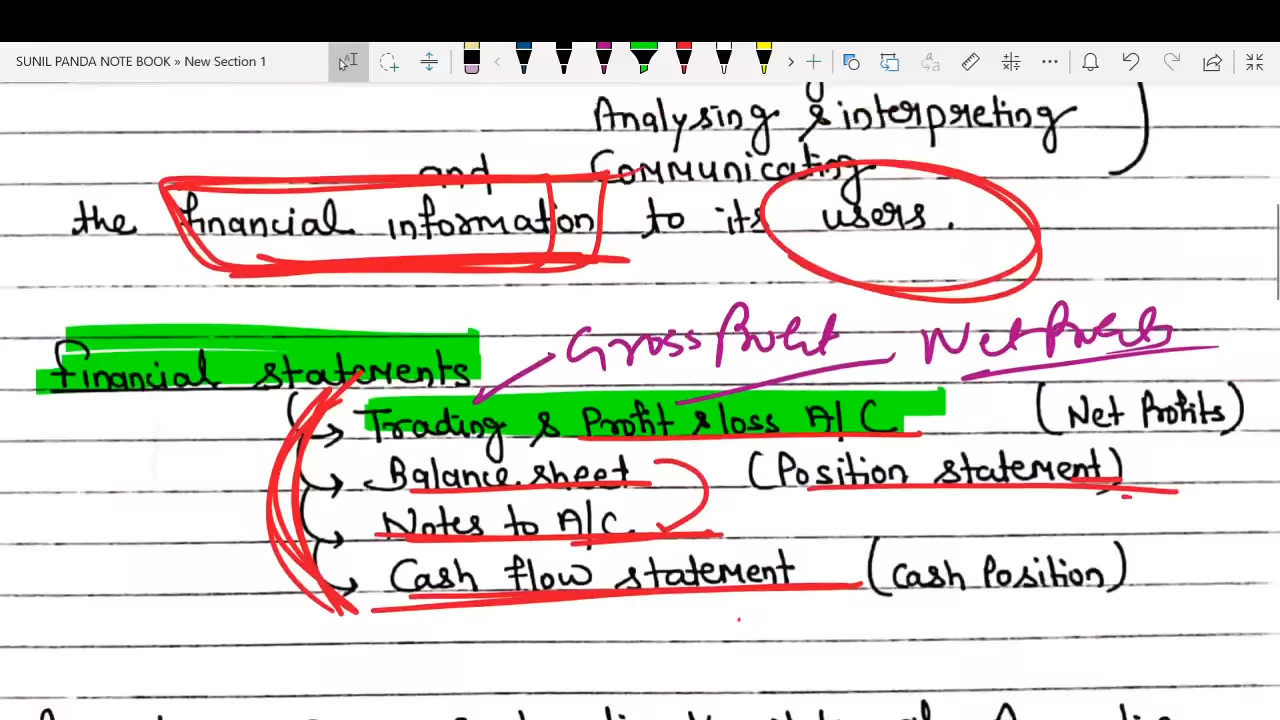 SUNIL PANDA NOTE BOOK » New Section 1
Analysing & interpreting
and Communicating
the financial information to its users.
Gross Profit Net Profits
financial statements
Trading & Profit & loss A/C (Net Profits)
Balance sheet (Position statement)
Notes to A/C
Cash flow statement (Cash Position)